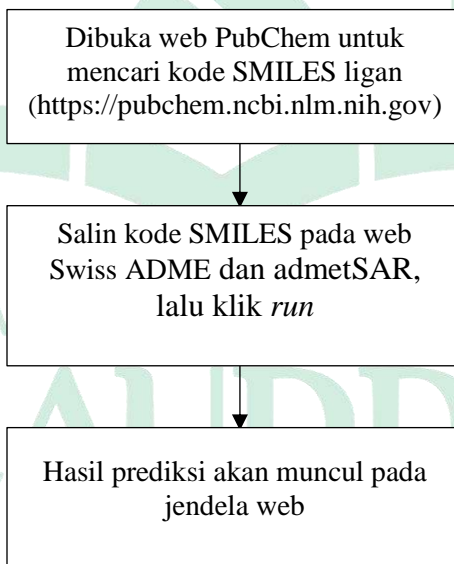 Dibuka web PubChem untuk
mencari kode SMILES ligan
(https://pubchem.ncbi.nlm.nih.gov)
Salin kode SMILES pada web
Swiss ADME dan admetSAR,
lalu klik run
Hasil prediksi akan muncul pada
jendela web